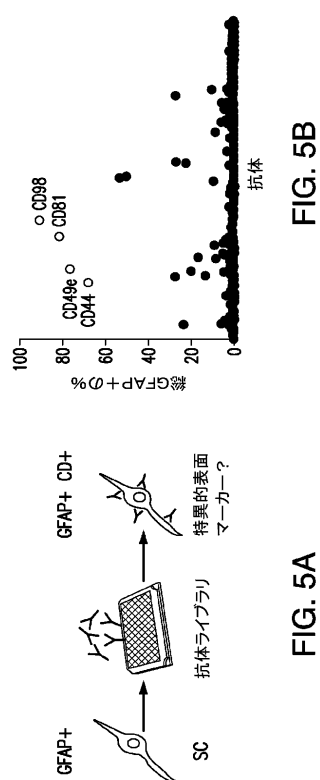 GFAP+
SC
抗体ライブラリ
GFAP+ CD+
特異的表面
マーカー?
FIG. 5A
総GFAP+の%
100
80
60
40
20
0
CD98
CD81
CD49e
CD44
抗体
FIG. 5B